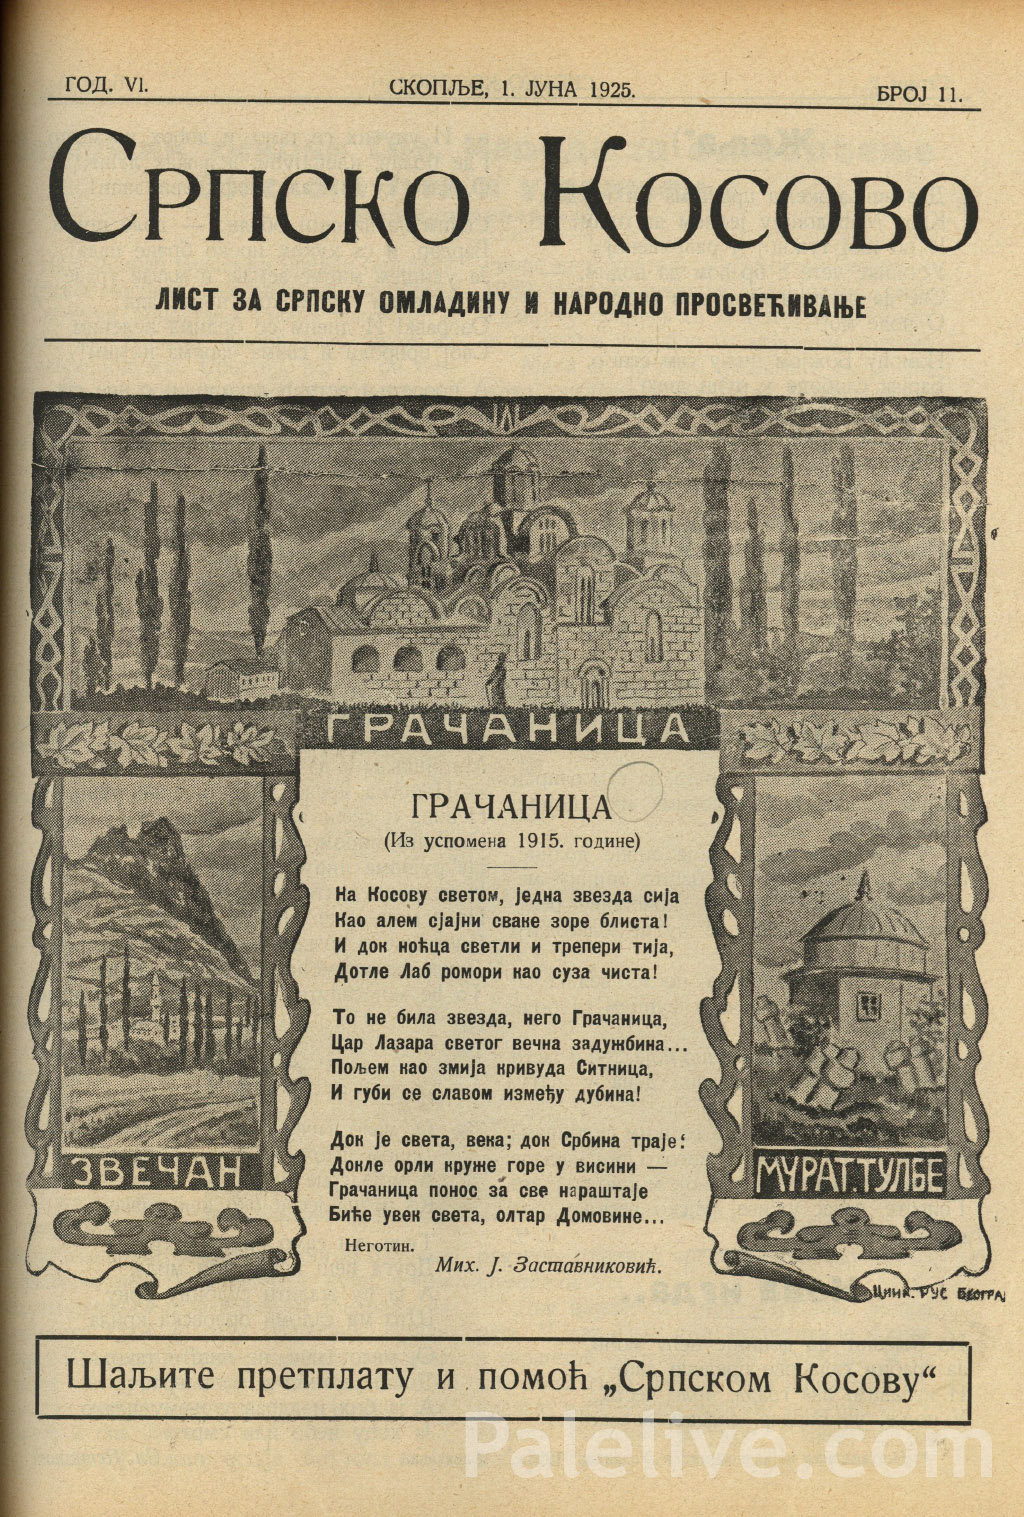 ГОД. VI.
СКОПЉЕ, 1. ЈУНА 1925.
БРОЈ 11.
СРПСКО КОСОВО
ЛИСТ ЗА СРПСКУ ОМЛАДИНУ И НАРОДНО ПРОСВЕЋИВАЊЕ
ГРАЧАНИЦА
ГРАЧАНИЦА
(Из успомена 1915. године)
На Косову светом, једна звезда сија
Као алем сјајни сваке зоре блиста!
И док ноћца светли и трепери тија,
Дотле Лаб ромори као суза чиста!
То не била звезда, него Грачаница,
Цар Лазара светог вечна задужбина...
Пољем као змија кривуда Ситница,
И губи се славом између дубина!
Док је света, века; док Србина траје!
Докле орли круже горе у висини —
Грачаница понос за све нараштаје
Биће увек света, олтар Домовине...
Неготин.
Мих. Ј. Заставниковић.
ЗВЕЧАН
МУРАТ. ТУЛБЕ
РУС БЕОГРА
Шаљите претплату и помоћ „Српском Косову“
Palelive.com